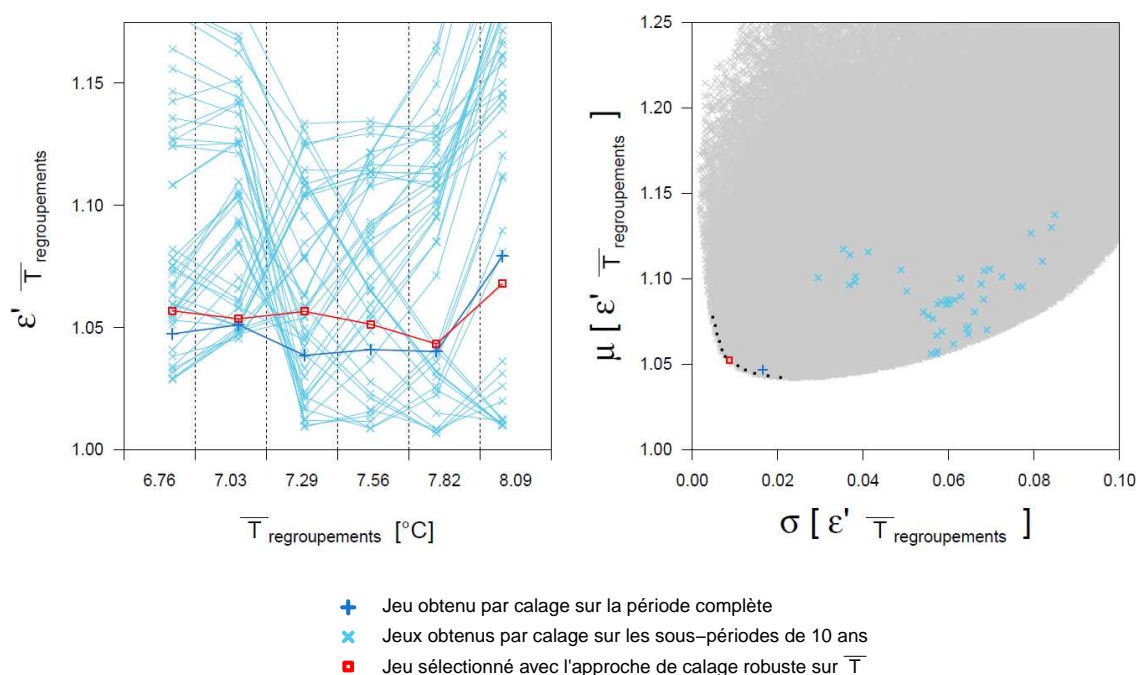 1.15
1.10
1.05
1.00
ε' T̅ regroupements
6.76 7.03 7.29 7.56 7.82 8.09
T̅ regroupements [°C]
1.25
1.20
1.15
1.10
1.05
1.00
μ [ ε' T̅ regroupements ]
0.00 0.02 0.04 0.06 0.08 0.10
σ [ ε' T̅ regroupements ]
Jeu obtenu par calage sur la période complète
Jeux obtenus par calage sur les sous−périodes de 10 ans
Jeu sélectionné avec l'approche de calage robuste sur T̅